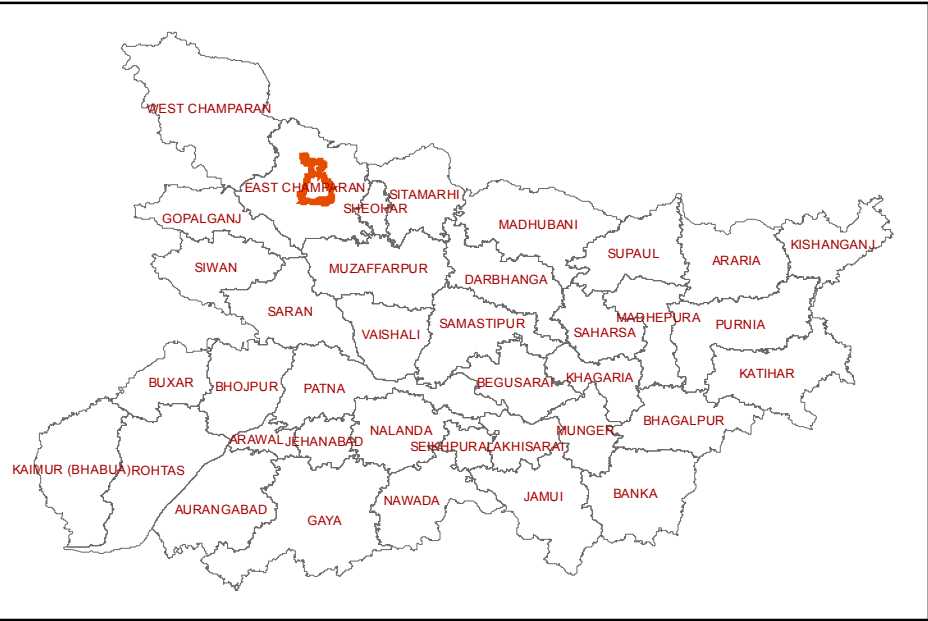 WEST CHAMPARAN
EAST CHAMPARAN
SITAMARHI
SHEOHAR
GOPALGANJ
MADHUBANI
KISHANGANJ
SUPAUL
ARARIA
SIWAN
MUZAFFARPUR
DARBHANGA
SARAN
MADHEPURA
SAMASTIPUR
PURNIA
VAISHALI
SAHARSA
KATIHAR
BUXAR
BHOJPUR
PATNA
BEGUSARAI
KHAGARIA
BHAGALPUR
NALANDA
MUNGER
ARAWAL
JEHANABAD
SEIKHPURA
LAKHISARAI
KAIMUR (BHABUA)
ROHTAS
BANKA
JAMUI
NAWADA
AURANGABAD
GAYA